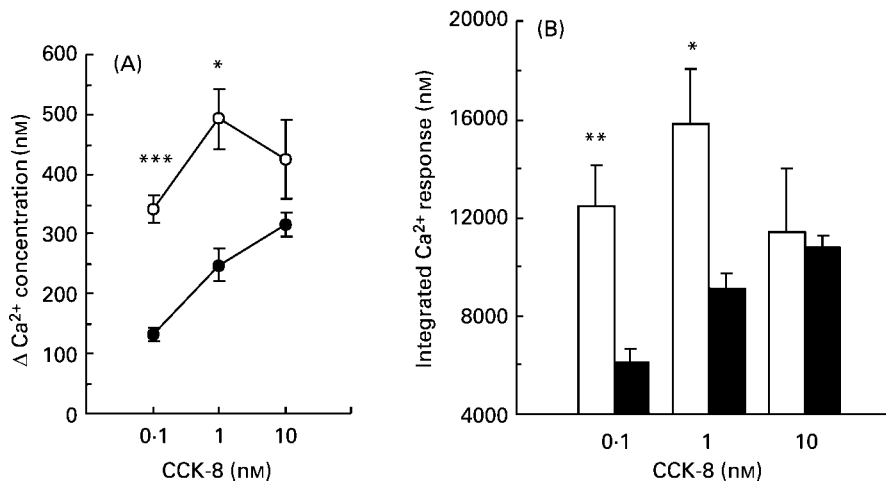 (A)
Δ Ca²⁺ concentration (nM)
600
500
400
300
200
100
0
***
*
0·1 1 10
CCK-8 (nM)
(B)
Integrated Ca²⁺ response (nM)
20000
16000
12000
8000
4000
**
*
0·1 1 10
CCK-8 (nM)